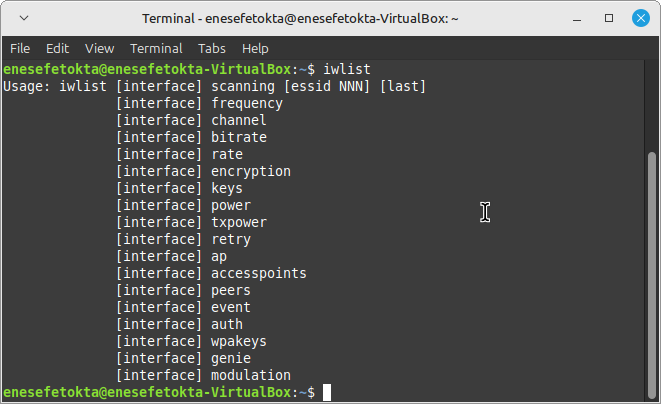 Terminal - enesefetokta@enesefetokta-VirtualBox: ~
File Edit View Terminal Tabs Help
enesefetokta@enesefetokta-VirtualBox:~$ iwlist
Usage: iwlist [interface] scanning [essid NNN] [last]
              [interface] frequency
              [interface] channel
              [interface] bitrate
              [interface] rate
              [interface] encryption
              [interface] keys
              [interface] power
              [interface] txpower
              [interface] retry
              [interface] ap
              [interface] accesspoints
              [interface] peers
              [interface] event
              [interface] auth
              [interface] wpakeys
              [interface] genie
              [interface] modulation
enesefetokta@enesefetokta-VirtualBox:~$